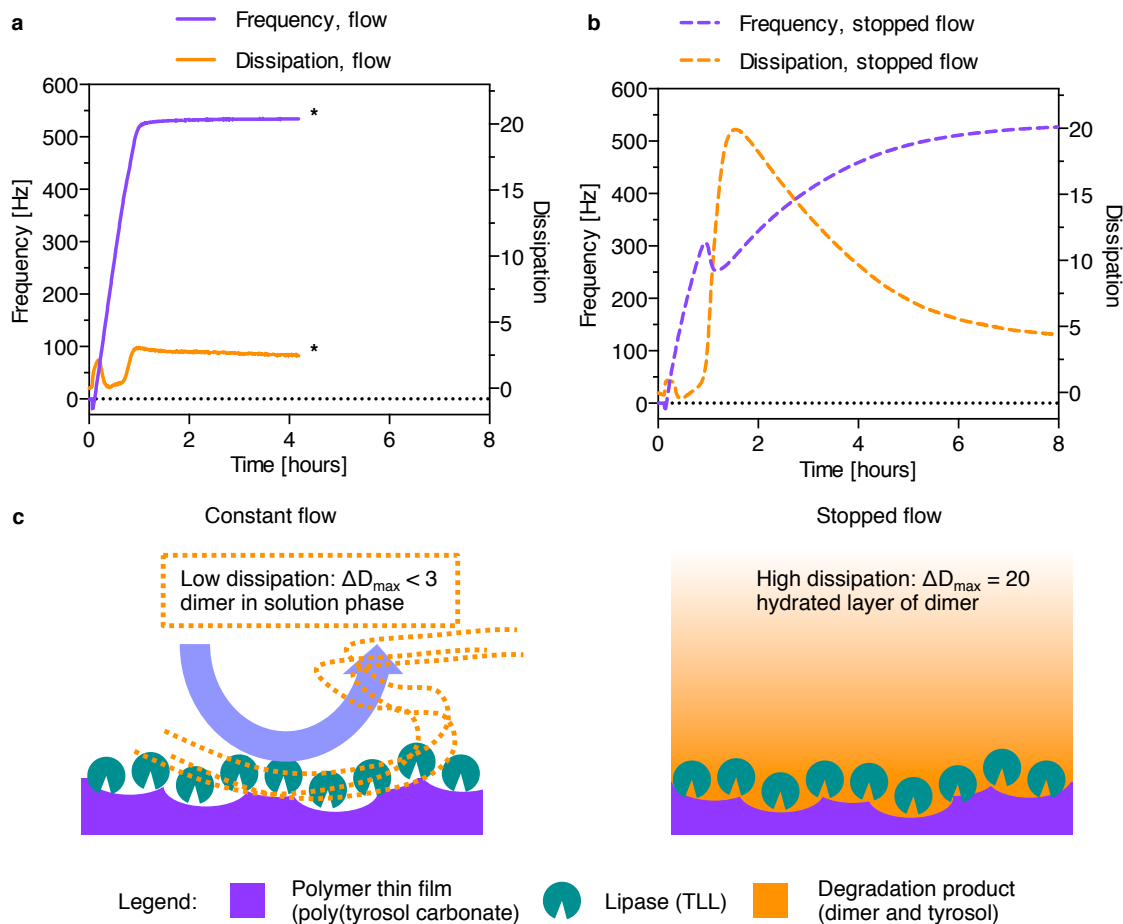 a
Frequency, flow
Dissipation, flow
600
500
400
300
200
100
0
Frequency [Hz]
*
*
20
15
10
5
0
Dissipation
0 2 4 6 8
Time [hours]
b
Frequency, stopped flow
Dissipation, stopped flow
600
500
400
300
200
100
0
Frequency [Hz]
20
15
10
5
0
Dissipation
0 2 4 6 8
Time [hours]
c
Constant flow
Low dissipation: ΔDmax < 3
dimer in solution phase
Stopped flow
High dissipation: ΔDmax = 20
hydrated layer of dimer
Legend:
Polymer thin film
(poly(tyrosol carbonate)
Lipase (TLL)
Degradation product
(dimer and tyrosol)